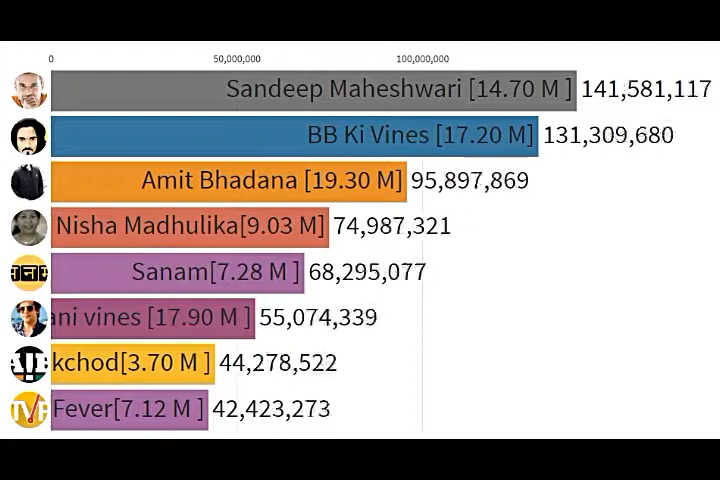 0 50,000,000 100,000,000
Sandeep Maheshwari [14.70 M ] 141,581,117
BB Ki Vines [17.20 M] 131,309,680
Amit Bhadana [19.30 M] 95,897,869
Nisha Madhulika[9.03 M] 74,987,321
Sanam[7.28 M ] 68,295,077
ani vines [17.90 M ] 55,074,339
AIB kchod[3.70 M ] 44,278,522
TVF Fever[7.12 M ] 42,423,273